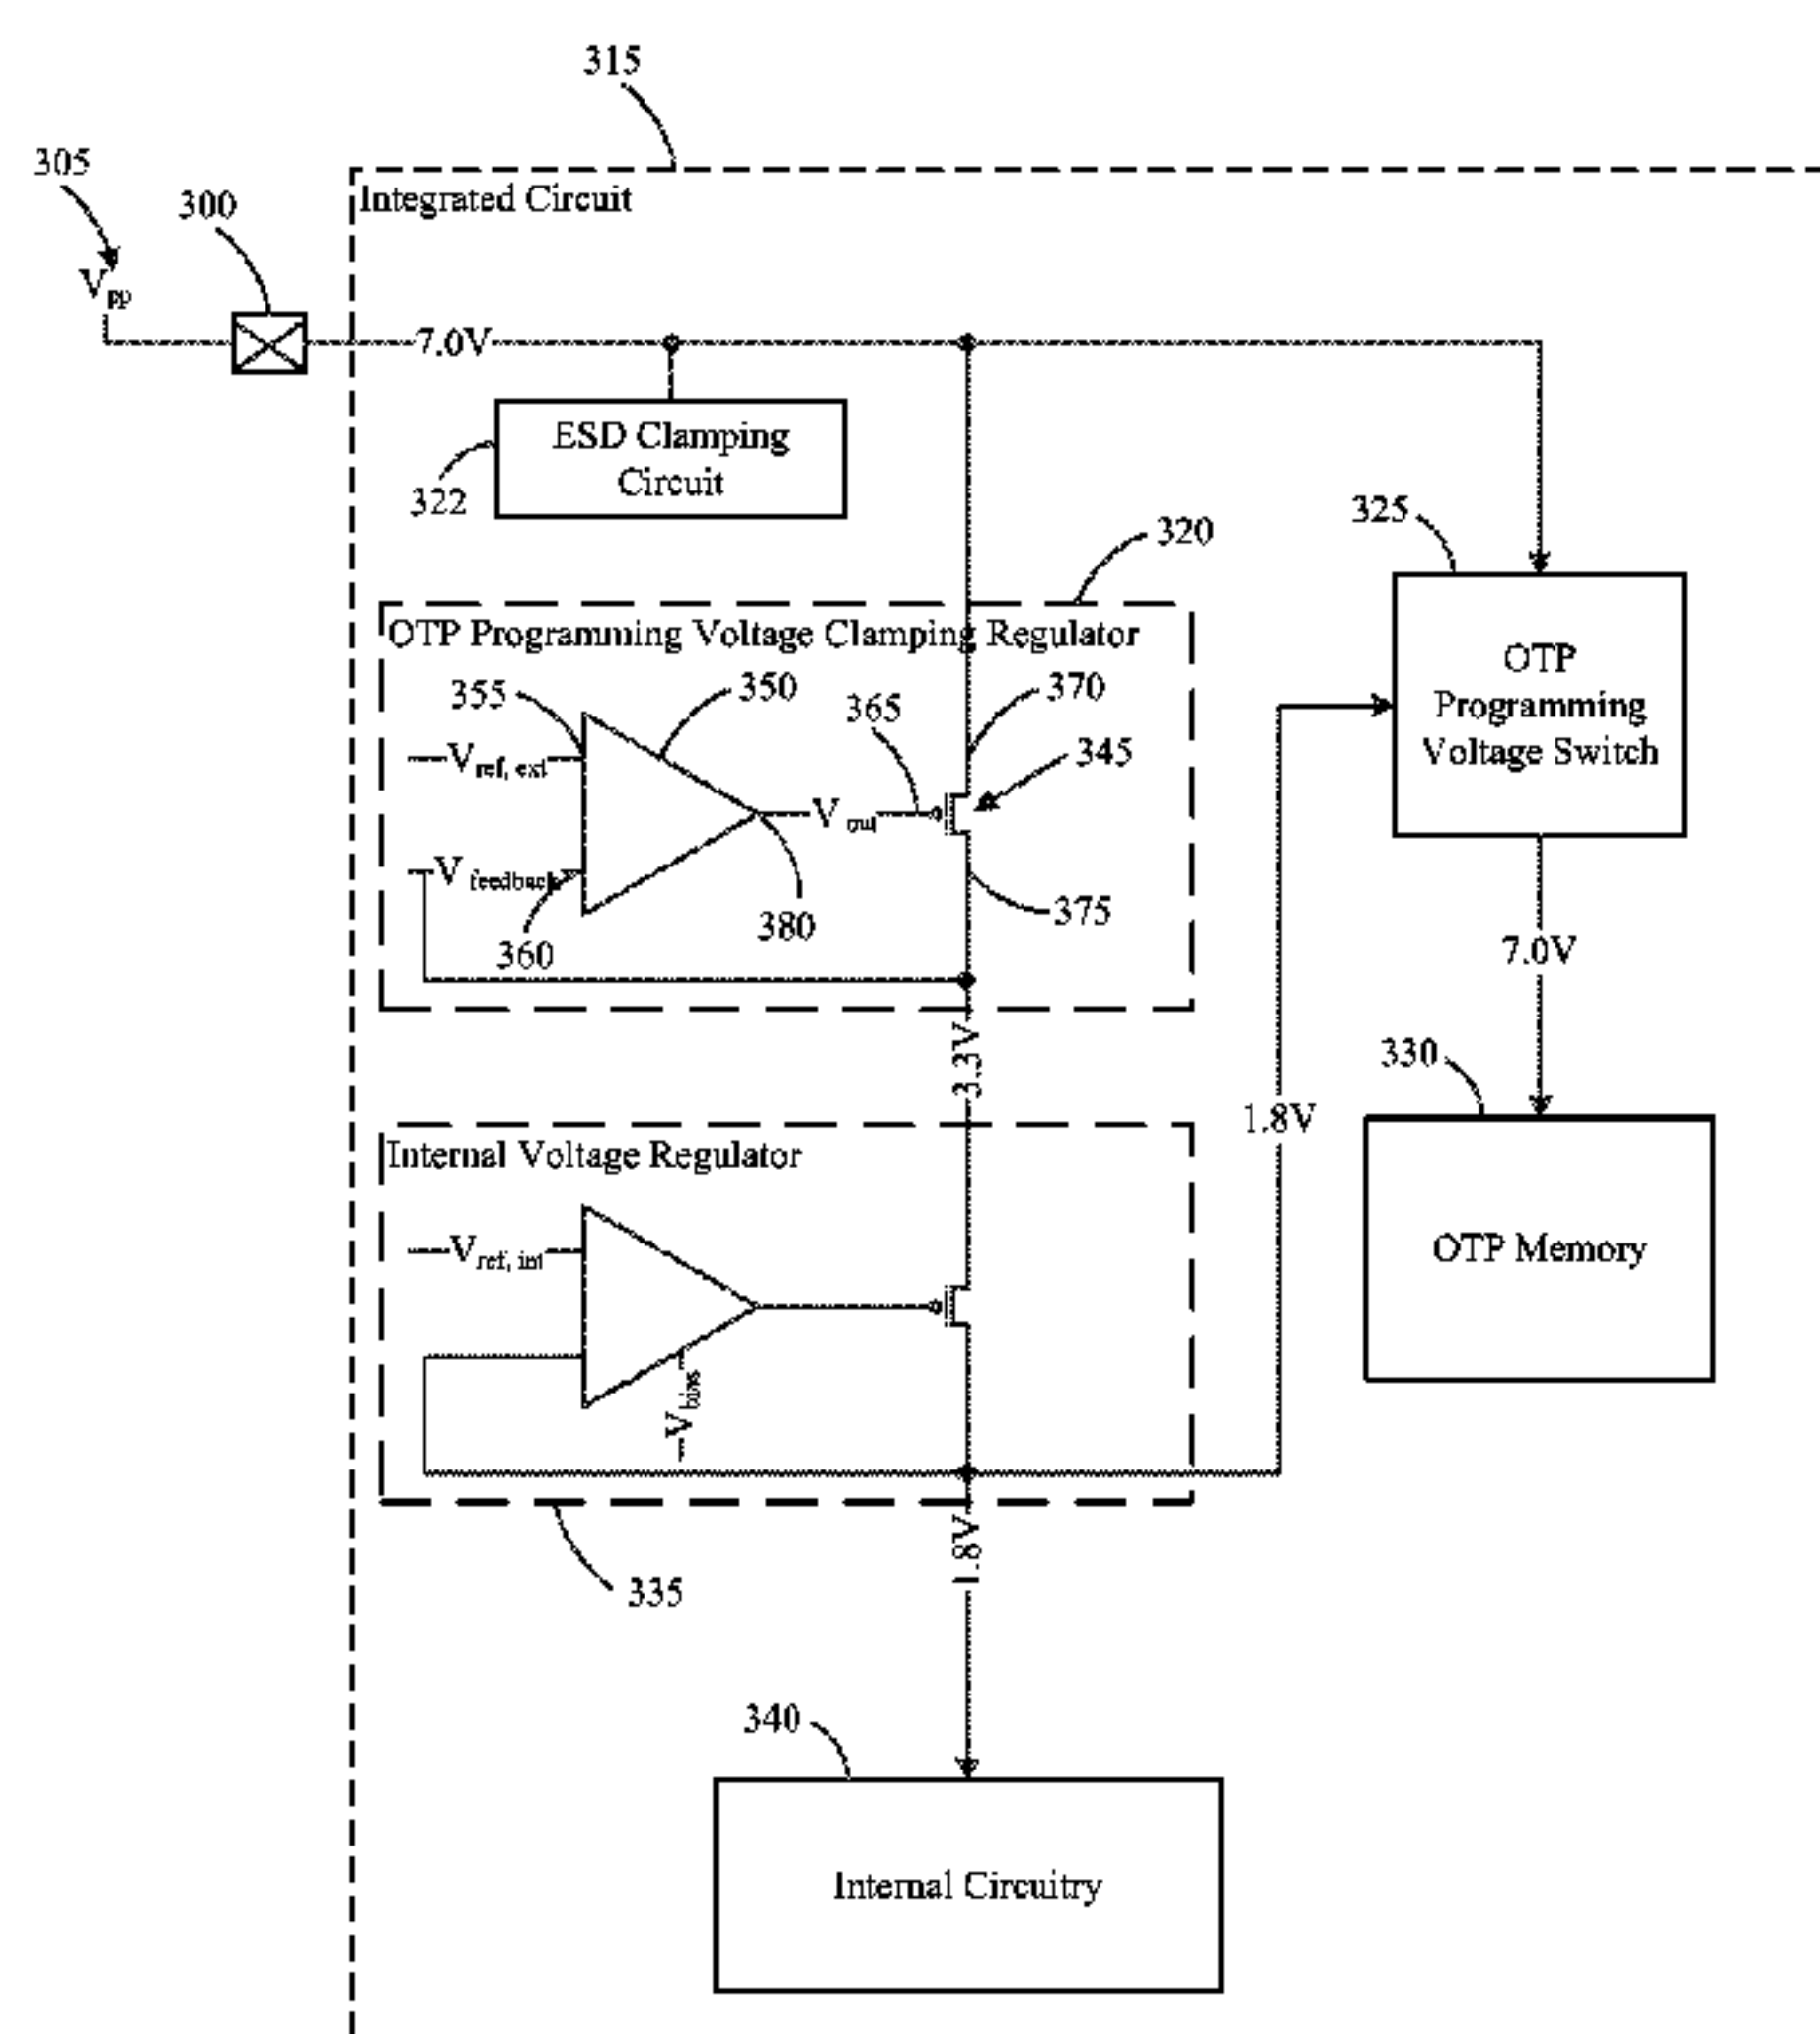 315
305
300
Integrated Circuit
Vpp
7.0V
ESD Clamping
Circuit
322
325
320
OTP Programming Voltage Clamping Regulator
OTP
Programming
Voltage Switch
355
350
365
370
345
Vref, ext
Vout
Vfeedback
360
380
375
7.0V
3.3V
330
1.8V
Internal Voltage Regulator
Vref, int
OTP Memory
Vbias
1.8V
335
340
Internal Circuitry